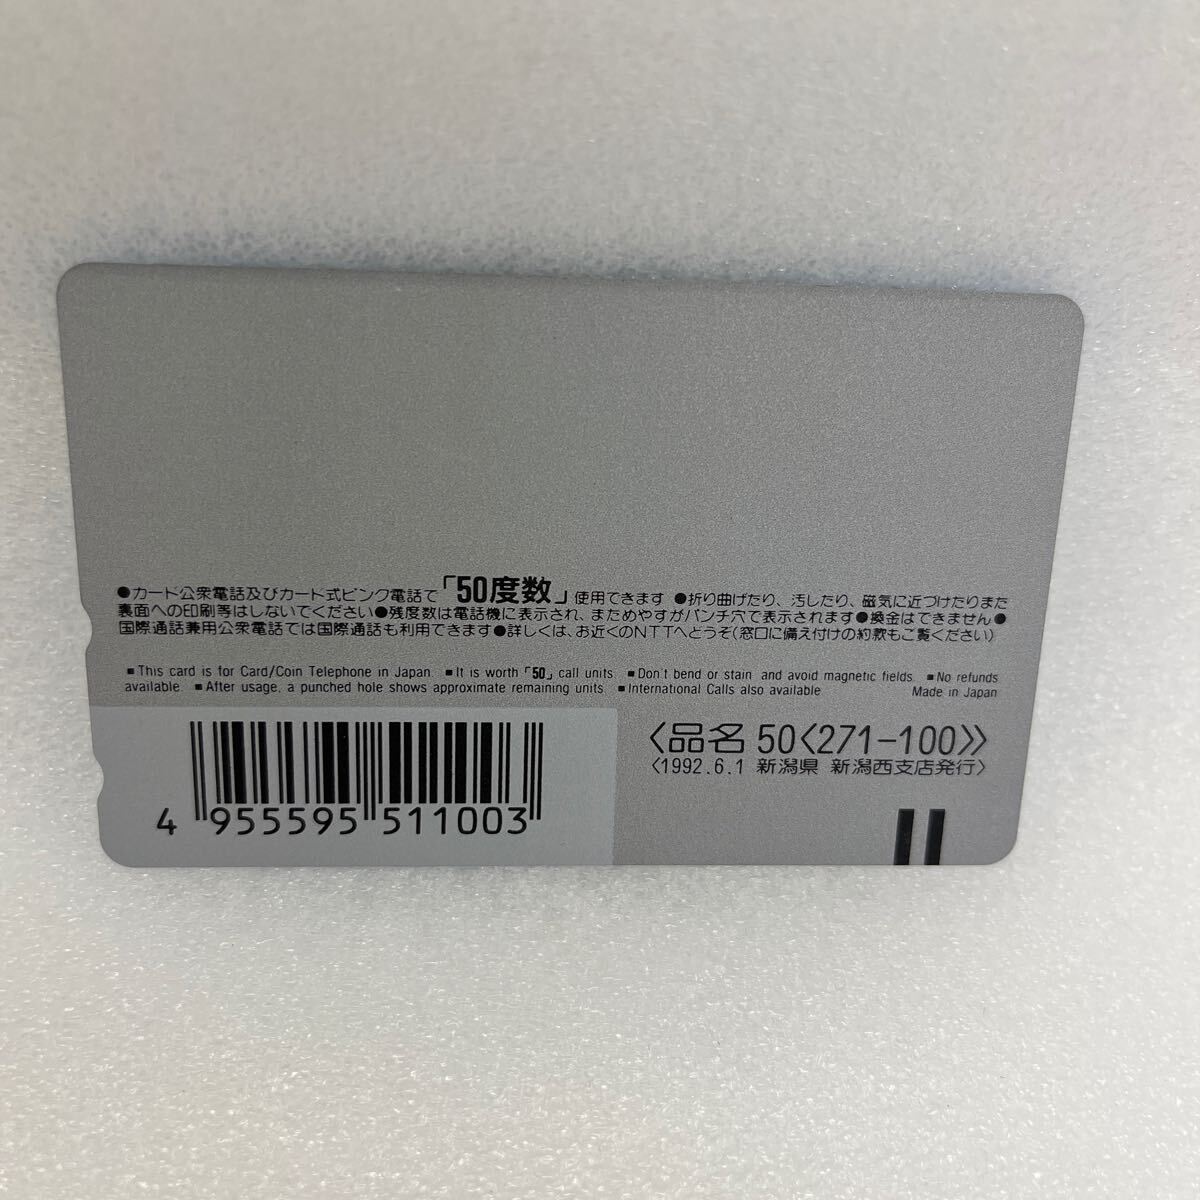 ●カード公衆電話及びカード式ピンク電話で「50度数」使用できます ●折り曲げたり、汚したり、磁気に近づけたりまた
裏面への印刷等はしないでください●残度数は電話機に表示され、まためやすがパンチ穴で表示されます●換金はできません●
国際通話兼用公衆電話では国際通話も利用できます●詳しくは、お近くのNTTへどうぞ(窓口に備え付けの約款もご覧ください)
■This card is for Card/Coin Telephone in Japan. ■It is worth「50」call units. ■Don't bend or stain and avoid magnetic fields. ■No refunds
available. ■After usage, a punched hole shows approximate remaining units. ■International Calls also available Made in Japan
〈品名 50〈271-100〉〉
〈1992.6.1 新潟県 新潟西支店発行〉
4 955595 511003